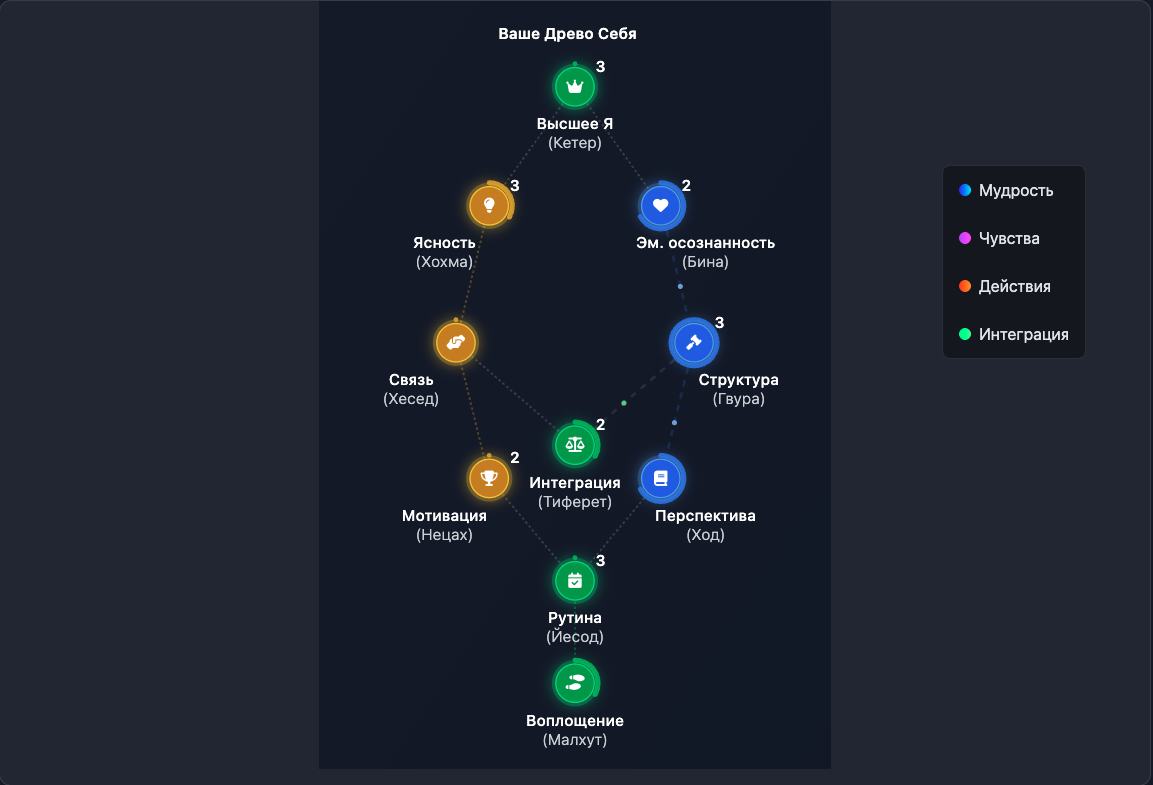 Ваше Древо Себя
3
Высшее Я
(Кетер)
3
Ясность
(Хохма)
2
Эм. осознанность
(Бина)
Связь
(Хесед)
3
Структура
(Гвура)
2
Интеграция
(Тиферет)
2
Мотивация
(Нецах)
Перспектива
(Ход)
3
Рутина
(Йесод)
Воплощение
(Малхут)
Мудрость
Чувства
Действия
Интеграция